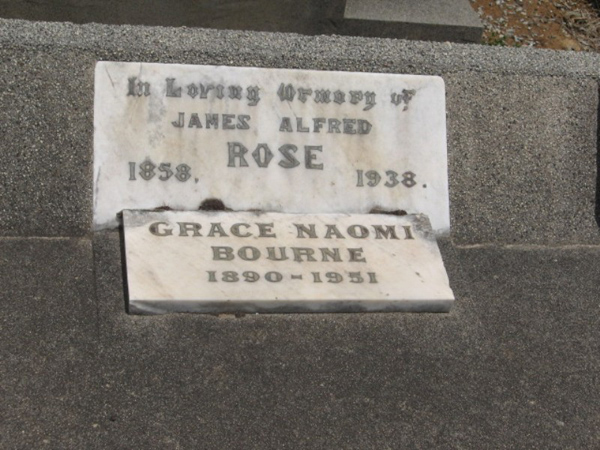 In Loving Memory of
JAMES ALFRED
ROSE
1858. 1938.
GRACE NAOMI
BOURNE
1890-1951